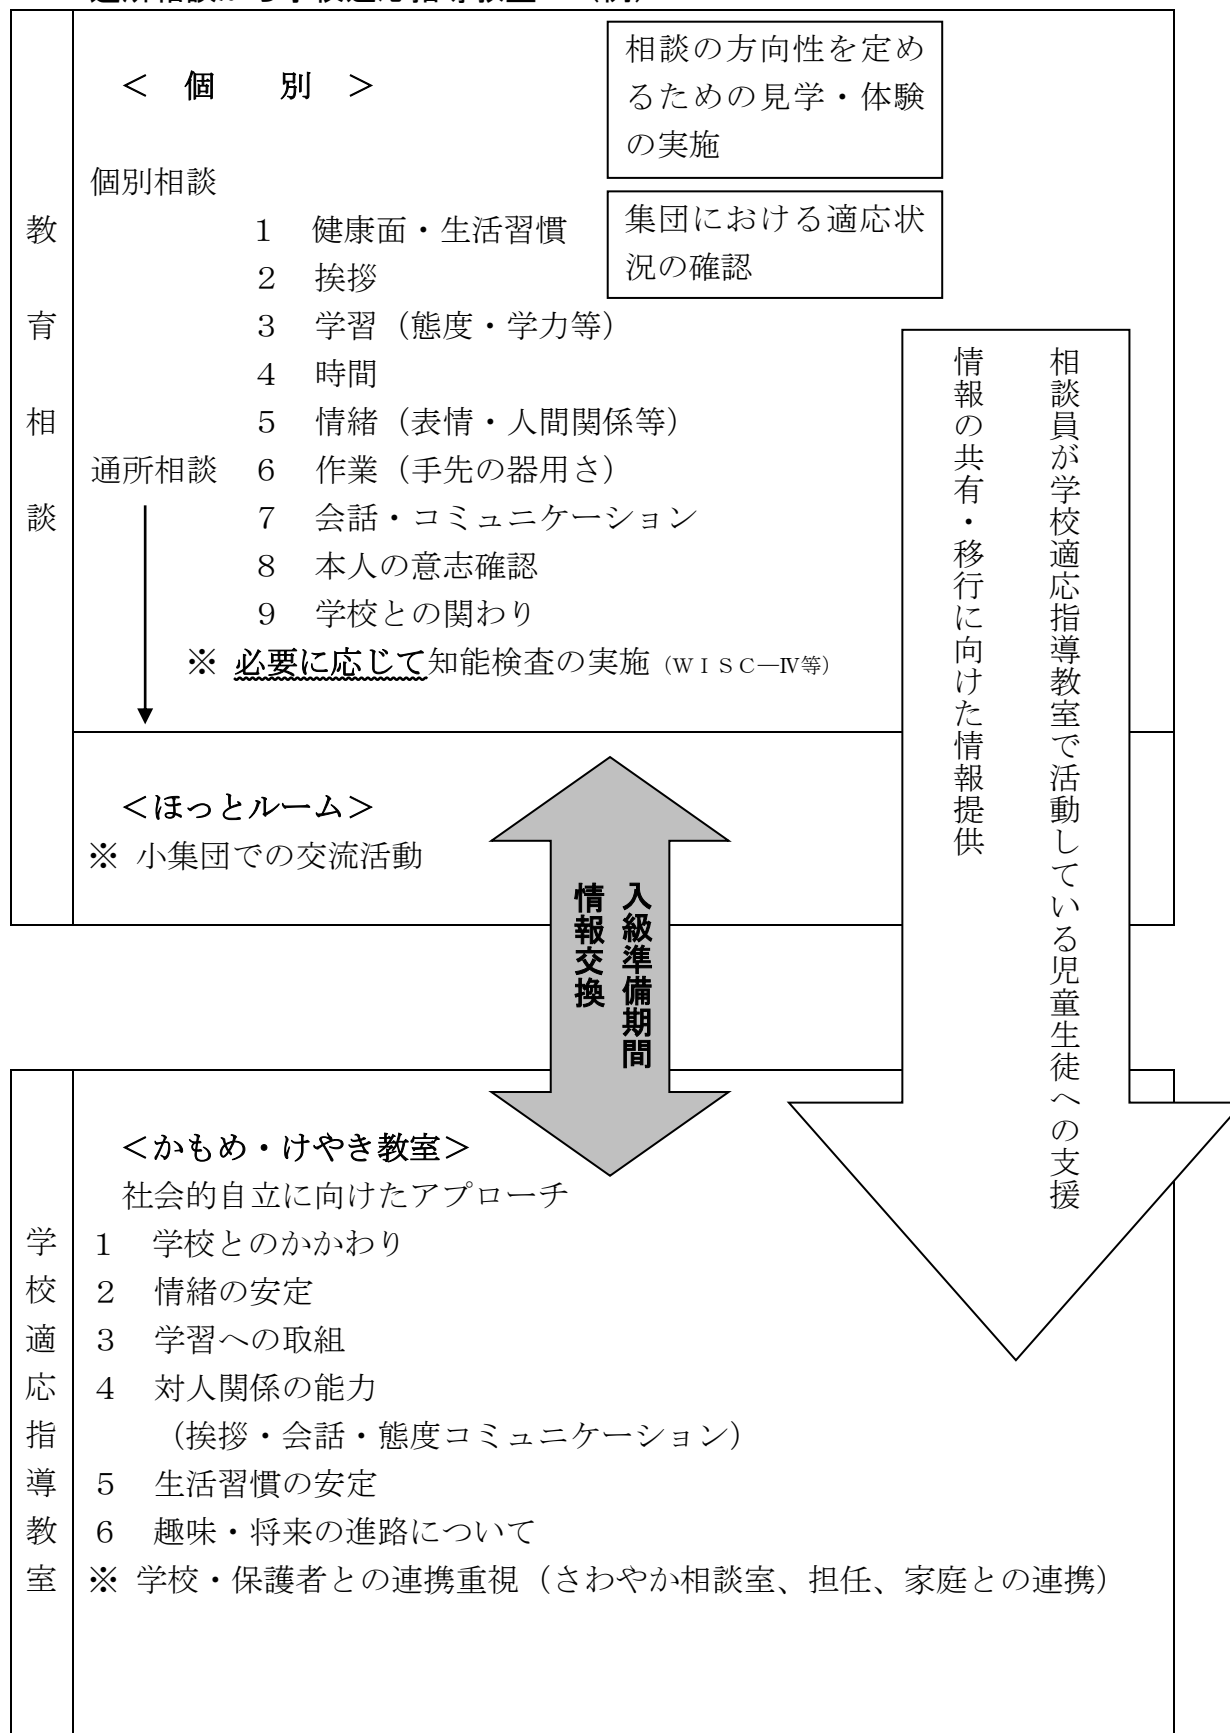 教育相談
＜　個　　別　＞
相談の方向性を定め
るための見学・体験
の実施
個別相談
集団における適応状
況の確認
１　健康面・生活習慣
２　挨拶
３　学習（態度・学力等）
４　時間
５　情緒（表情・人間関係等）
通所相談　６　作業（手先の器用さ）
７　会話・コミュニケーション
８　本人の意志確認
９　学校との関わり
※ 必要に応じて知能検査の実施（ＷＩＳＣ―Ⅳ等）
相談員が学校適応指導教室で活動している児童生徒への支援
情報の共有・移行に向けた情報提供
＜ほっとルーム＞
※ 小集団での交流活動
入級準備期間
情報交換
学校適応指導教室
＜かもめ・けやき教室＞
社会的自立に向けたアプローチ
１　学校とのかかわり
２　情緒の安定
３　学習への取組
４　対人関係の能力
（挨拶・会話・態度コミュニケーション）
５　生活習慣の安定
６　趣味・将来の進路について
※ 学校・保護者との連携重視（さわやか相談室、担任、家庭との連携）